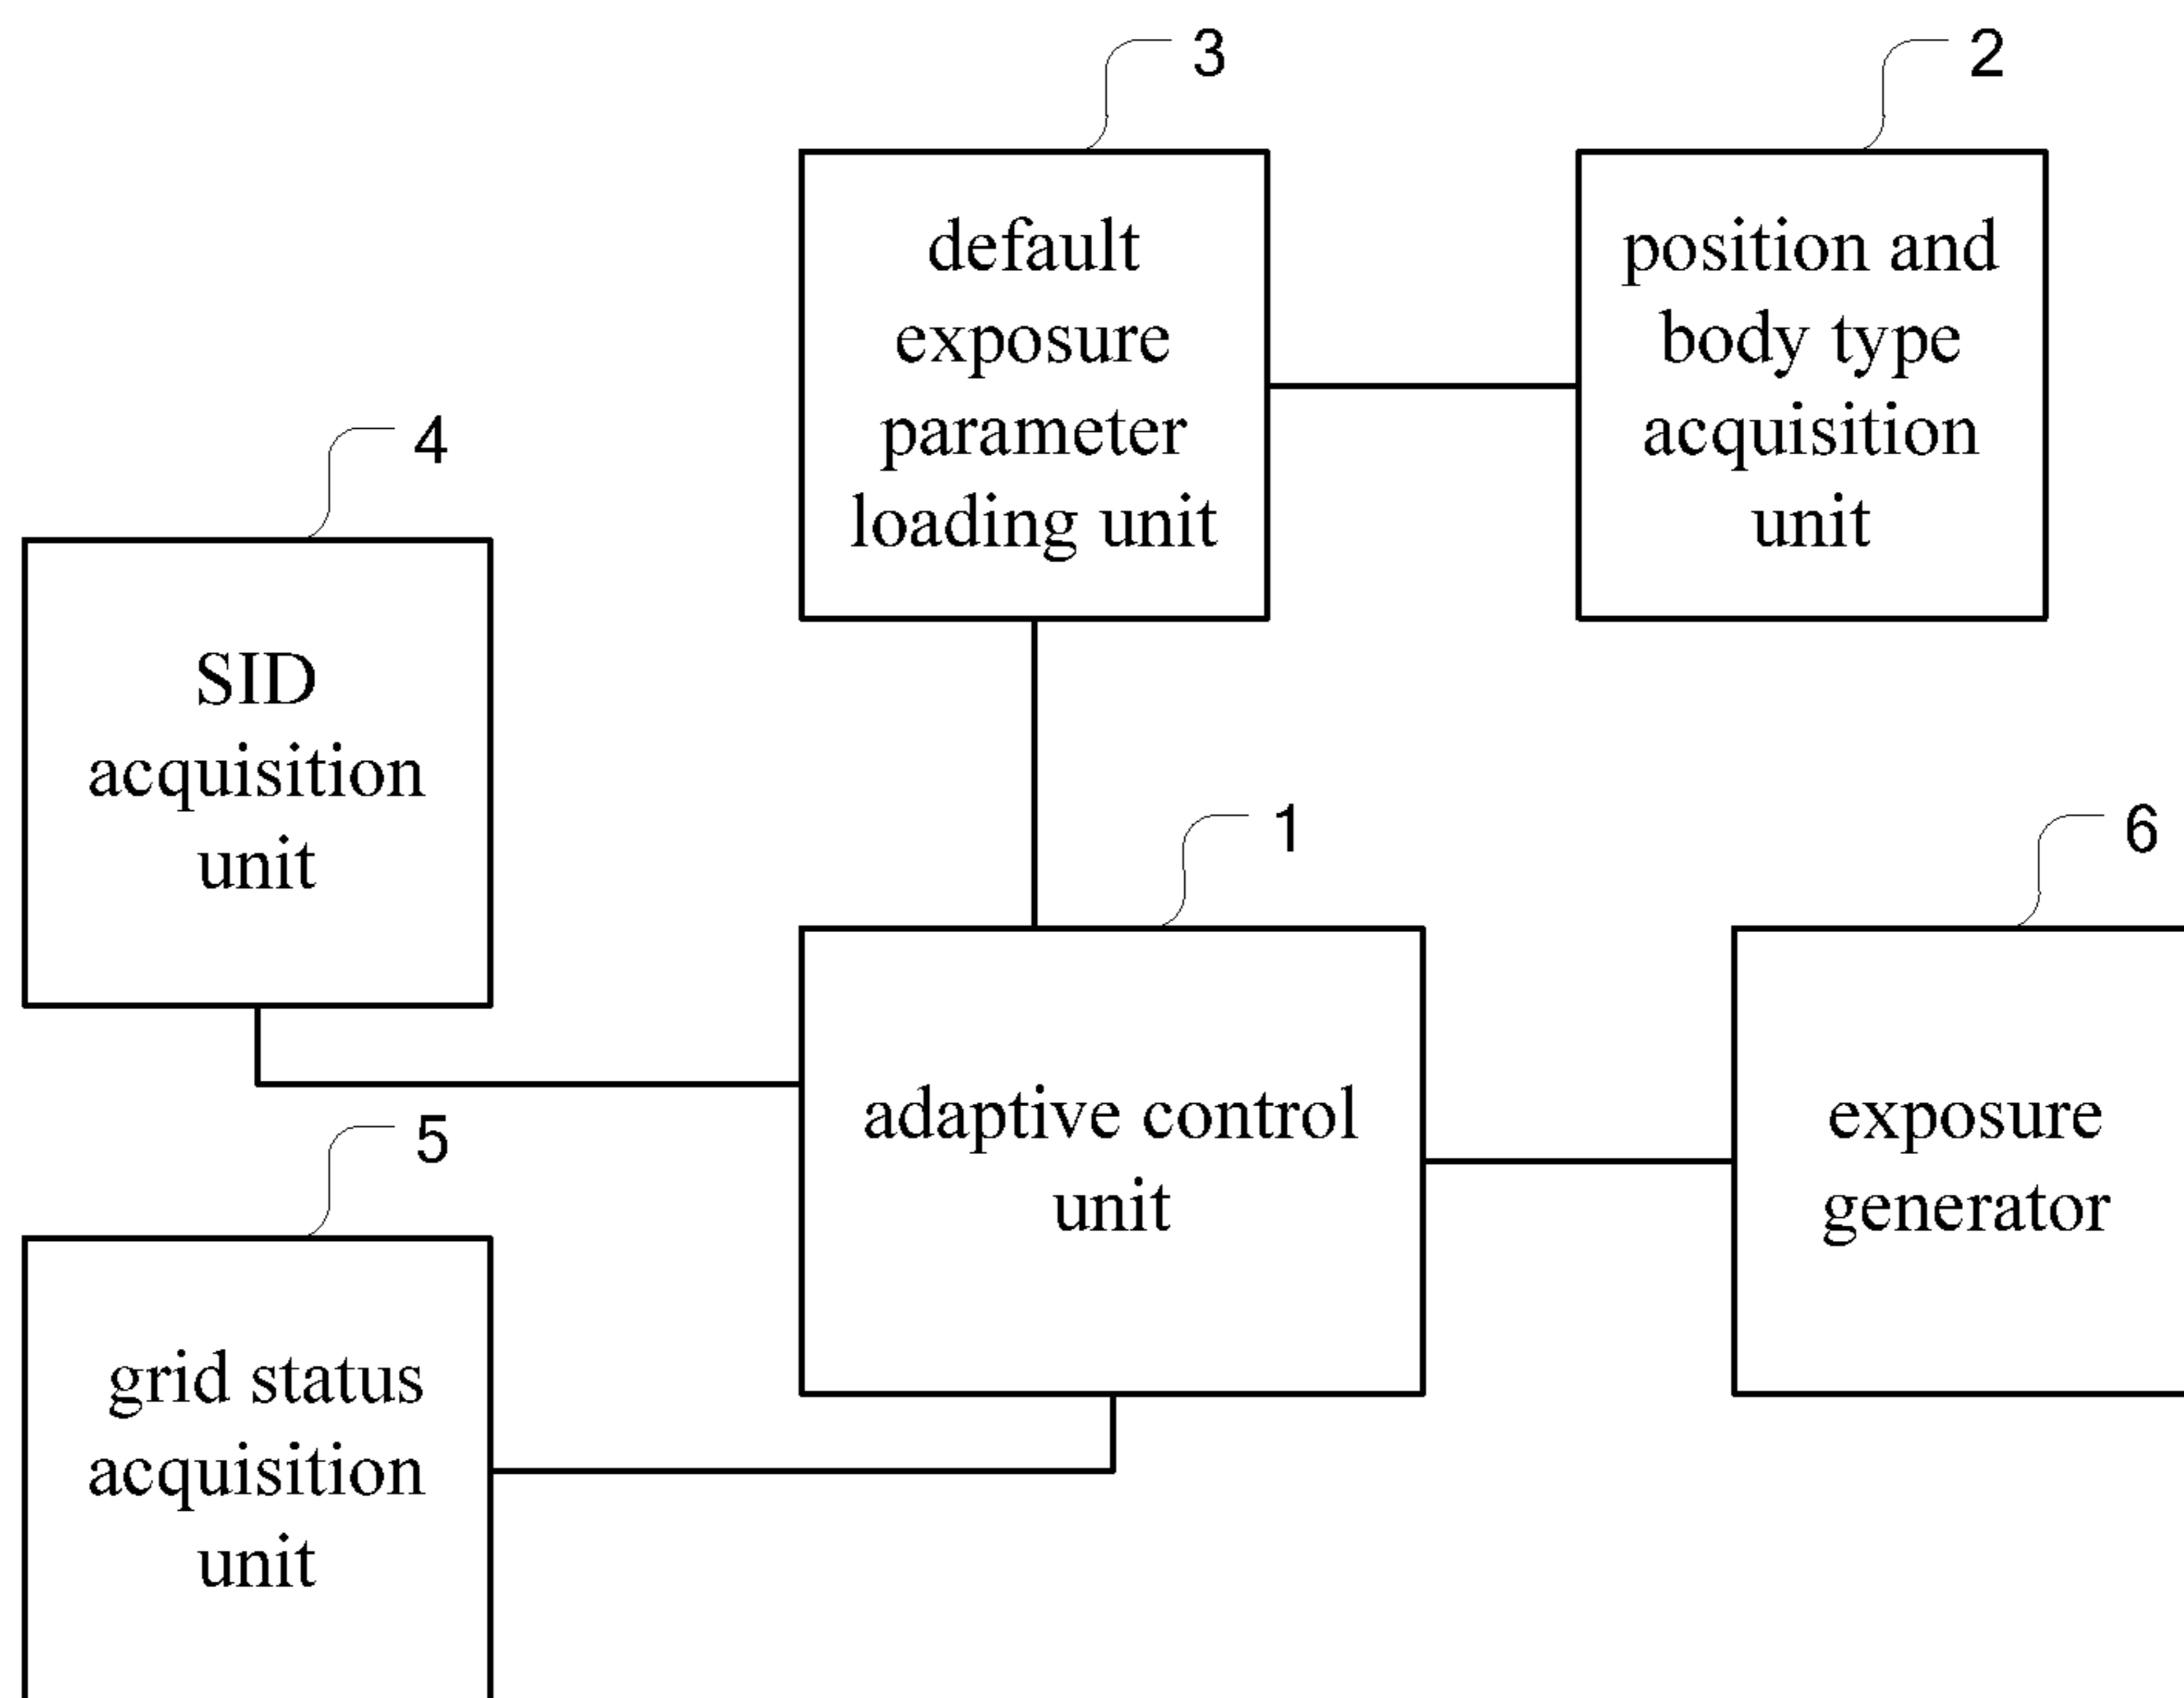 3
2
default
exposure
parameter
loading unit
position and
body type
acquisition
unit
4
SID
acquisition
unit
1
6
adaptive control
unit
exposure
generator
5
grid status
acquisition
unit